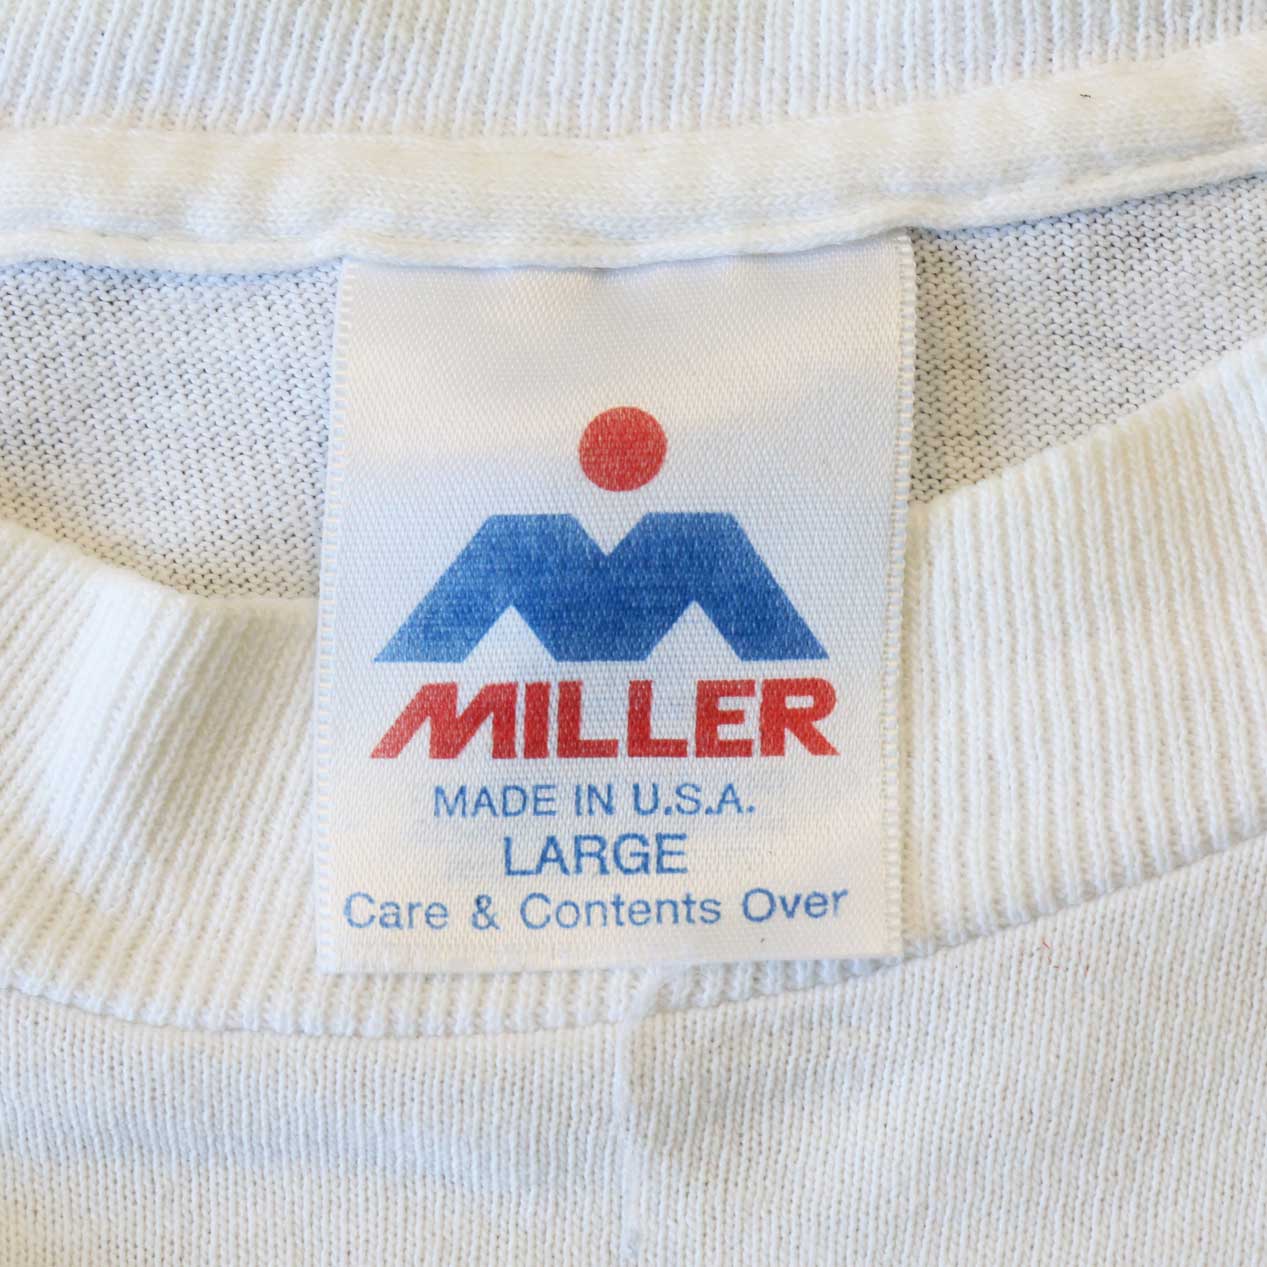 MILLER
MADE IN U.S.A.
LARGE
Care & Contents Over